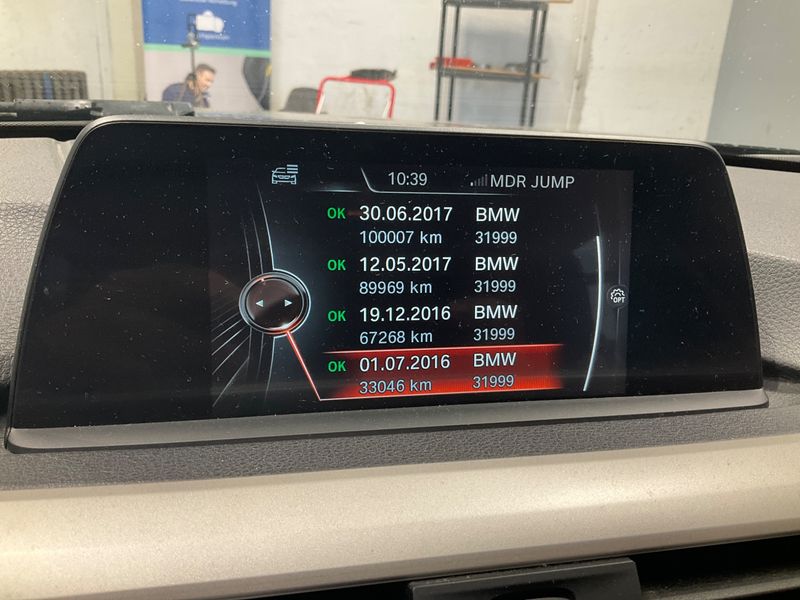 10:39 MDR JUMP
OK 30.06.2017 BMW
100007 km 31999
OK 12.05.2017 BMW
89969 km 31999
OK 19.12.2016 BMW
67268 km 31999
OK 01.07.2016 BMW
33046 km 31999
OPT